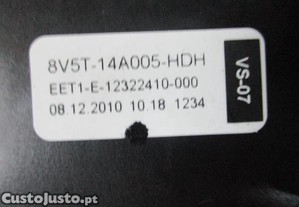 8V5T-14A005-HDH
EET1-E-12322410-000
08.12.2010 10.18 1234
VS-07
CustoJusto.pt